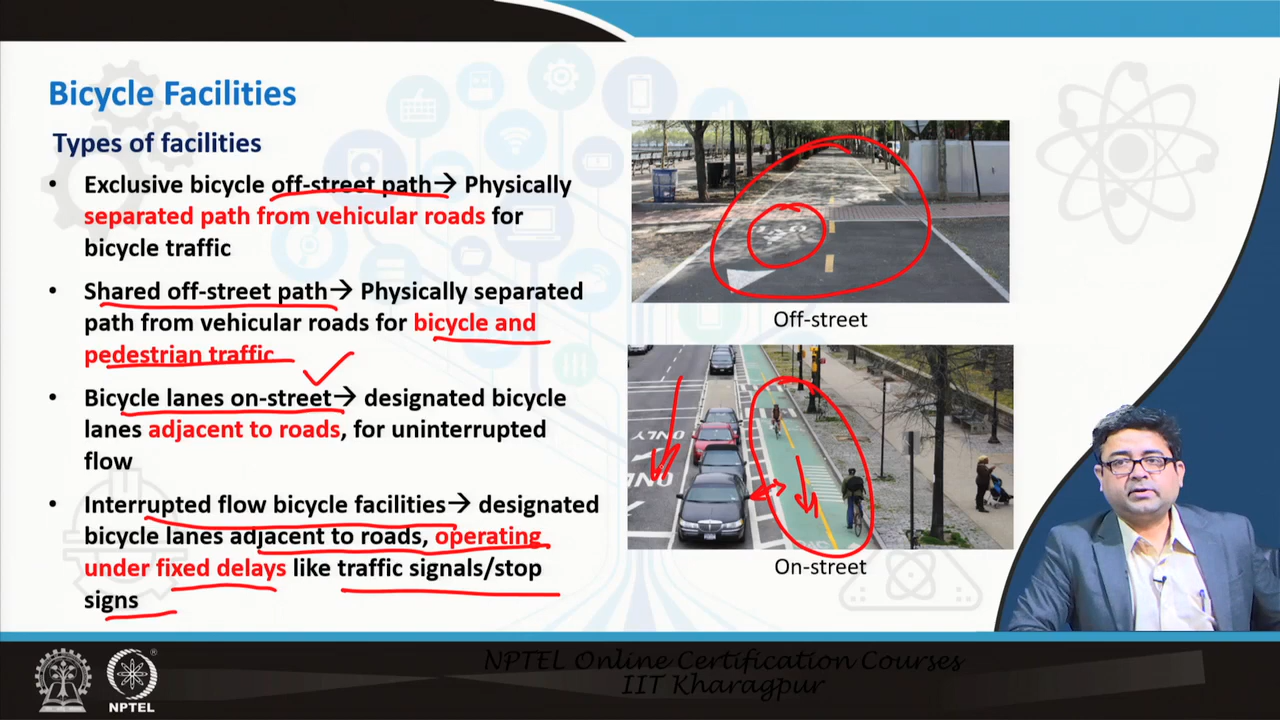 Bicycle Facilities
Types of facilities
• Exclusive bicycle off-street path→ Physically
separated path from vehicular roads for
bicycle traffic
• Shared off-street path→ Physically separated
path from vehicular roads for bicycle and
pedestrian traffic
• Bicycle lanes on-street→ designated bicycle
lanes adjacent to roads, for uninterrupted
flow
• Interrupted flow bicycle facilities→ designated
bicycle lanes adjacent to roads, operating
under fixed delays like traffic signals/stop
signs
Off-street
ONLY
On-street
NPTEL Online Certification Courses
IIT Kharagpur
NPTEL